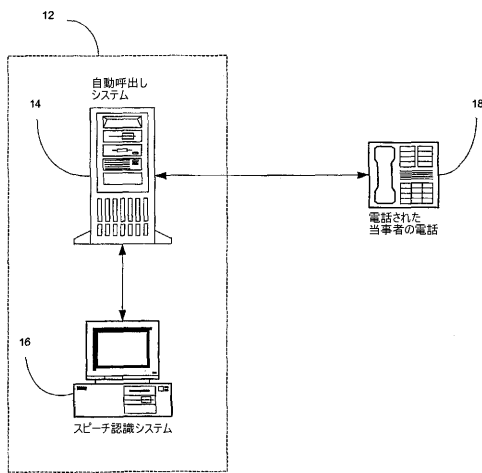 12
自動呼出し
システム
14
18
電話された
当事者の電話
16
スピーチ認識システム